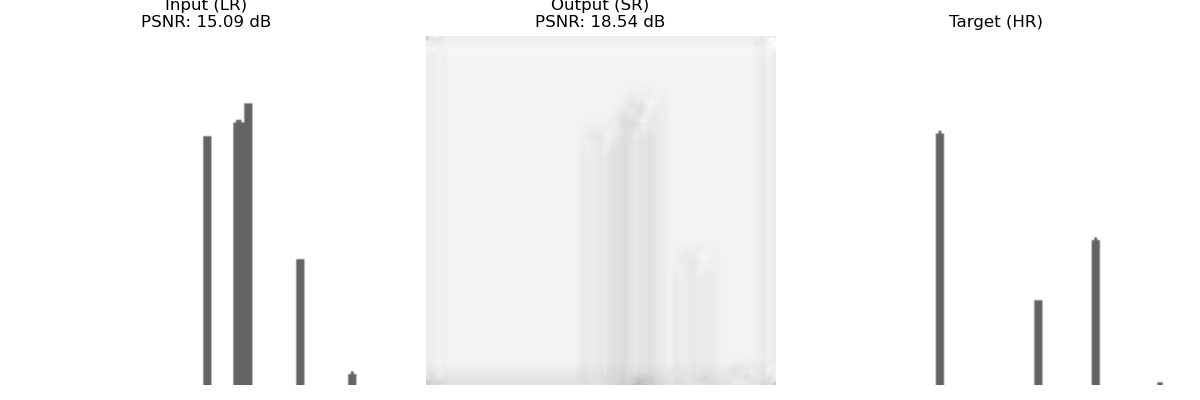 Input (LR)
PSNR: 15.09 dB
Output (SR)
PSNR: 18.54 dB
Target (HR)